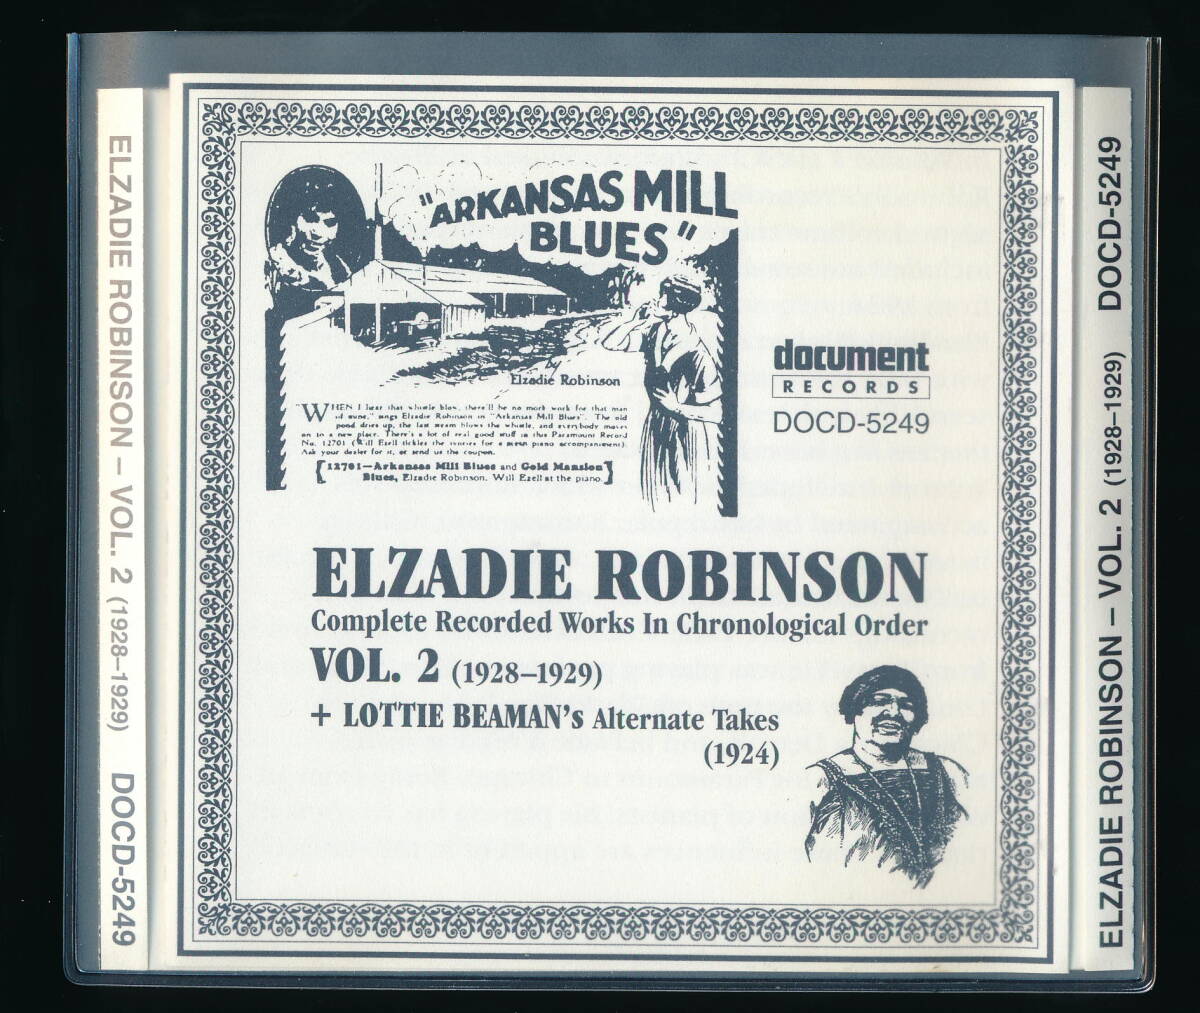 ELZADIE ROBINSON – VOL. 2 (1928–1929) DOCD-5249
"ARKANSAS MILL
BLUES"
by
Elzadie Robinson
"WHEN I hear that whistle blow, there'll be no more work for that man
of mine," sings Elzadie Robinson in "Arkansas Mill Blues". The old
pond dries up, the last steam blows the whistle, and everybody moves
on to a new place. There's a lot of real good stuff in this Paramount Record
No. 12701 (Will Ezell tickles the ivories for a mean piano accompaniment).
Ask your dealer for it, or send us the coupon.
[12701—Arkansas Mill Blues and Gold Mansion
Blues, Elzadie Robinson. Will Ezell at the piano.]
document
RECORDS
DOCD-5249
ELZADIE ROBINSON
Complete Recorded Works In Chronological Order
VOL. 2 (1928–1929)
+ LOTTIE BEAMAN's Alternate Takes
(1924)
ELZADIE ROBINSON – VOL. 2 (1928–1929) DOCD-5249